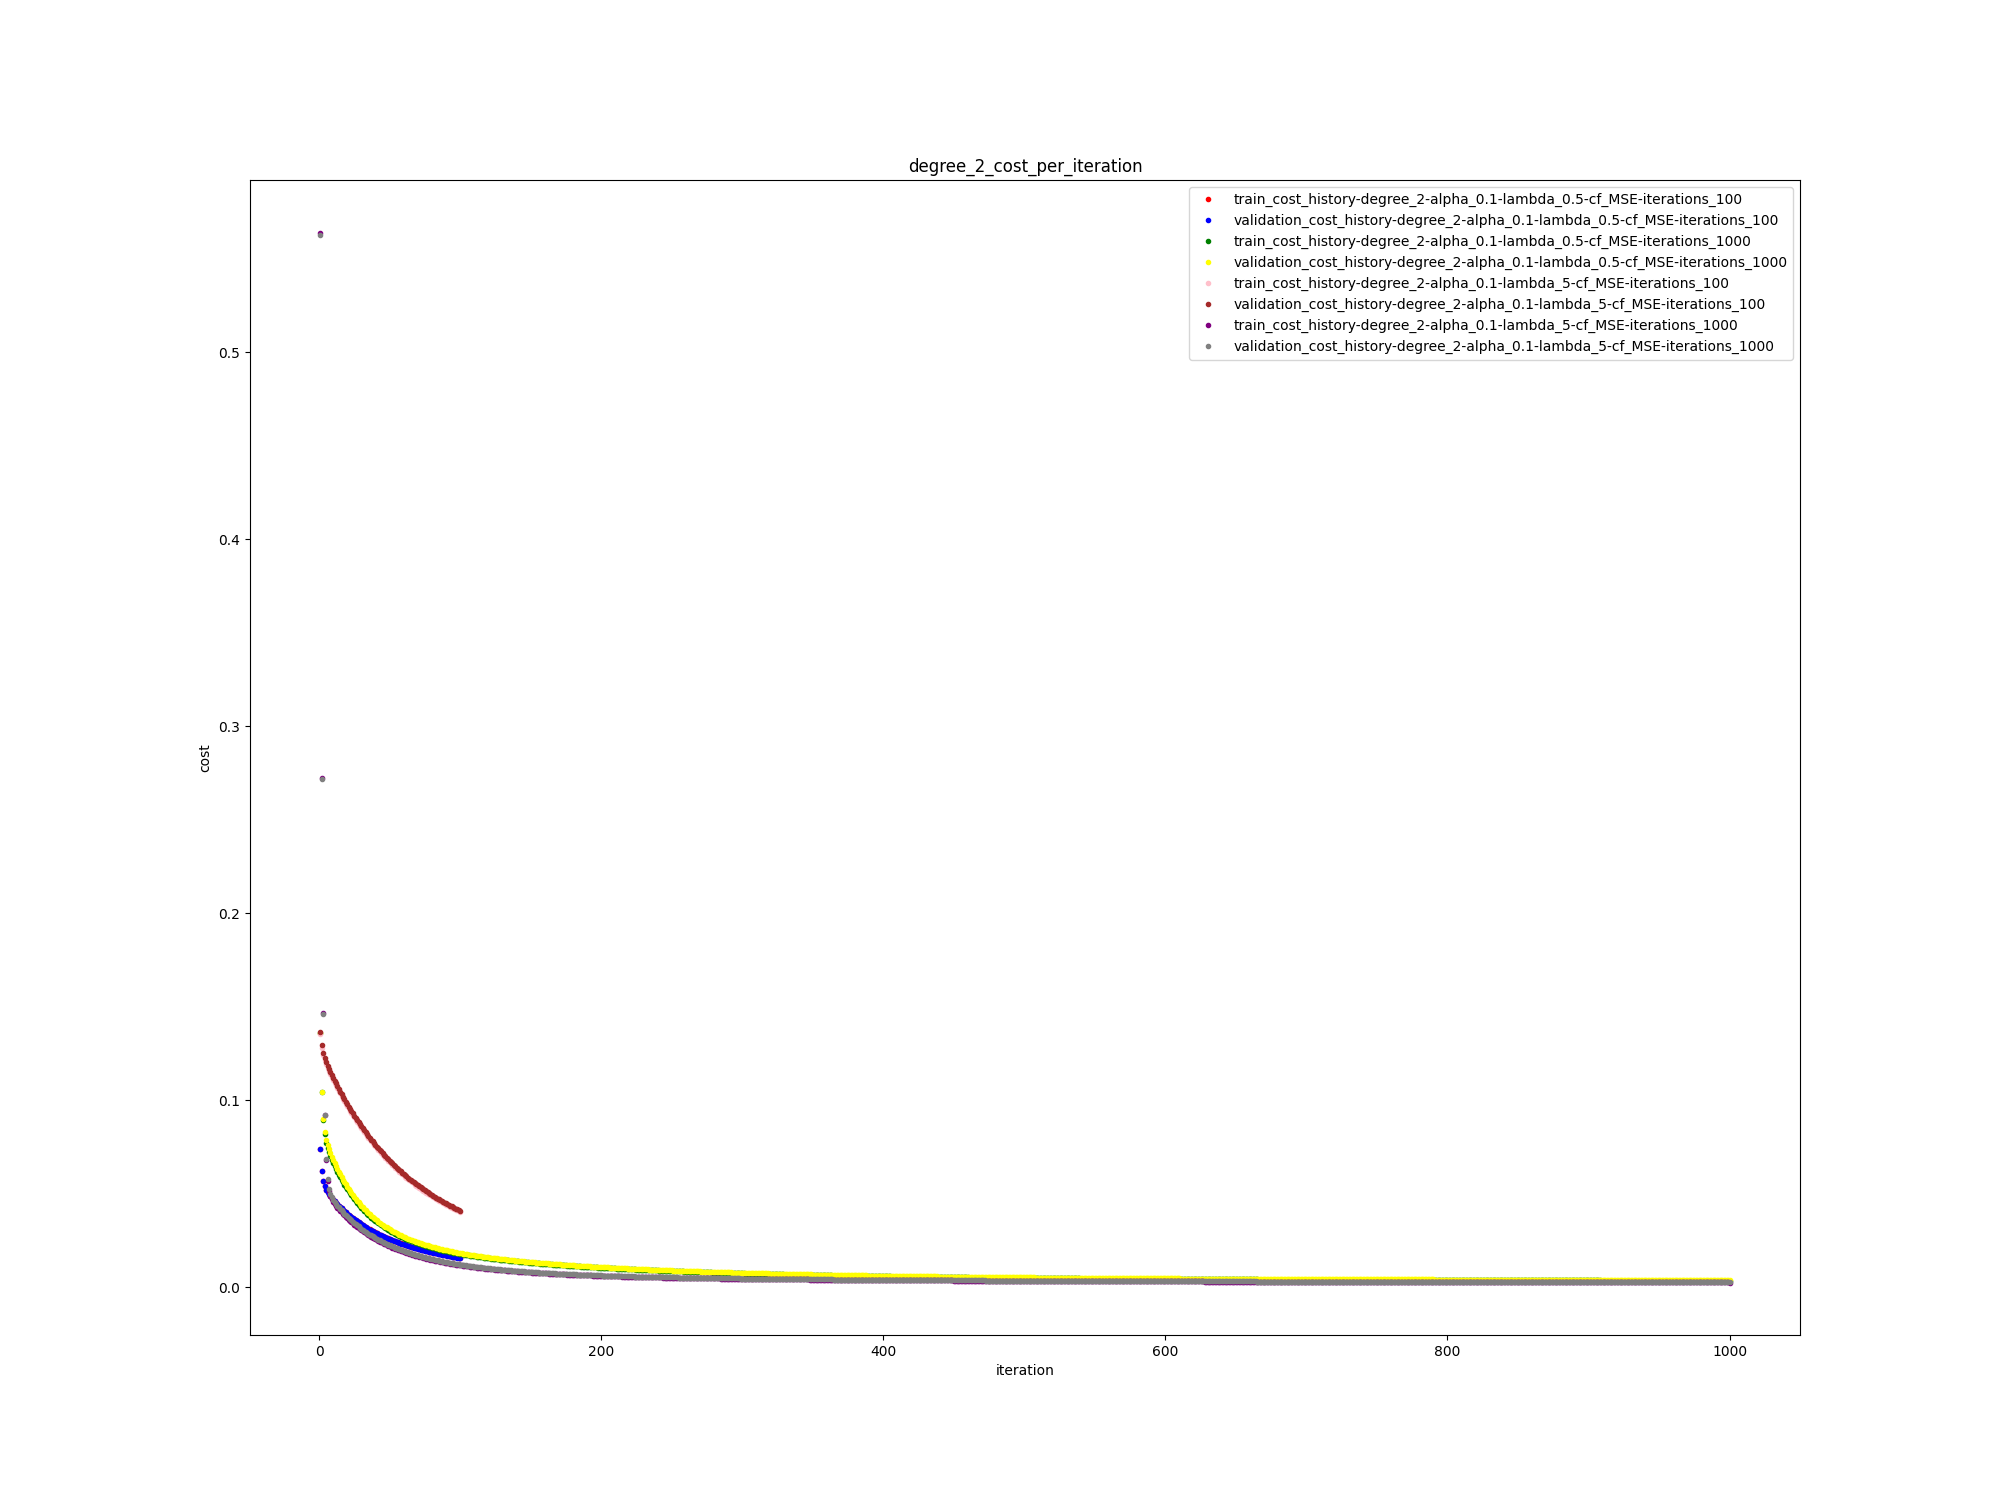 degree_2_cost_per_iteration
train_cost_history-degree_2-alpha_0.1-lambda_0.5-cf_MSE-iterations_100
validation_cost_history-degree_2-alpha_0.1-lambda_0.5-cf_MSE-iterations_100
train_cost_history-degree_2-alpha_0.1-lambda_0.5-cf_MSE-iterations_1000
validation_cost_history-degree_2-alpha_0.1-lambda_0.5-cf_MSE-iterations_1000
train_cost_history-degree_2-alpha_0.1-lambda_5-cf_MSE-iterations_100
validation_cost_history-degree_2-alpha_0.1-lambda_5-cf_MSE-iterations_100
train_cost_history-degree_2-alpha_0.1-lambda_5-cf_MSE-iterations_1000
validation_cost_history-degree_2-alpha_0.1-lambda_5-cf_MSE-iterations_1000
0.5
0.4
0.3
0.2
0.1
0.0
cost
0 200 400 600 800 1000
iteration